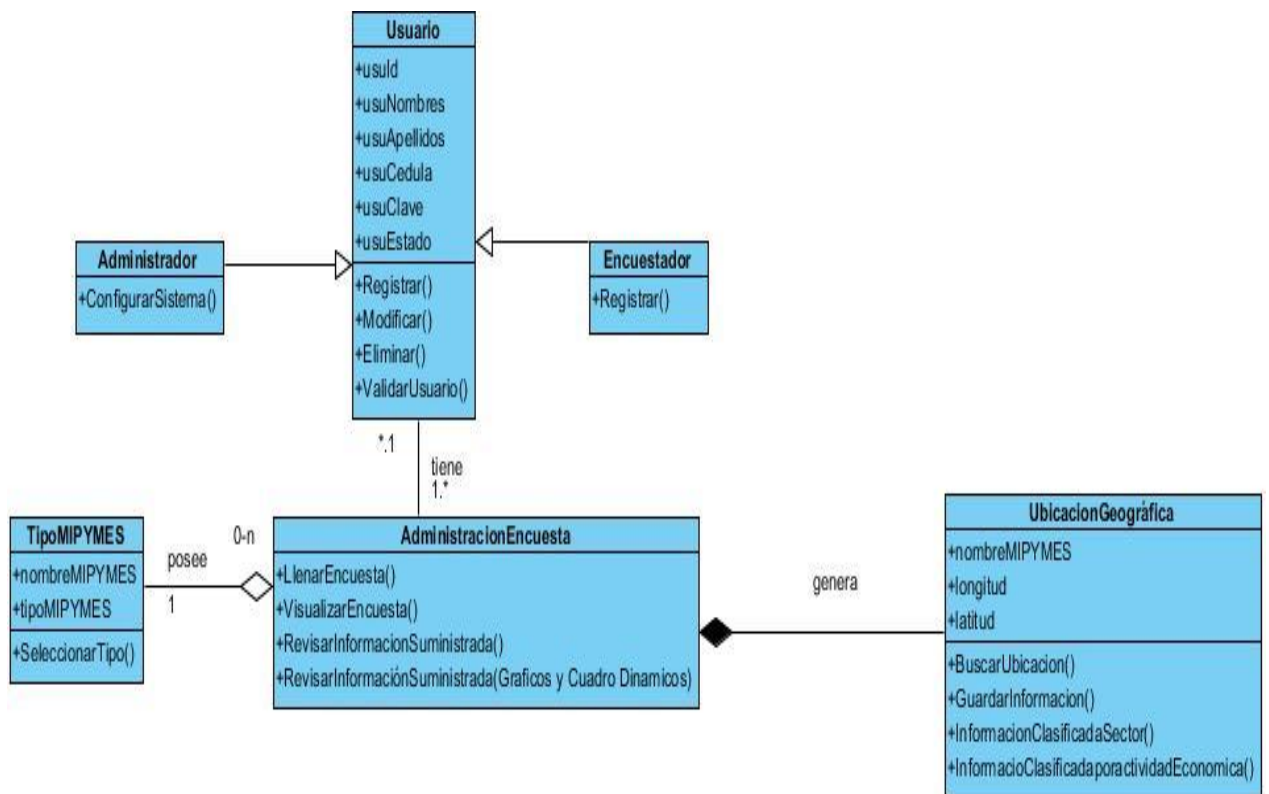 Usuario
+usuId
+usuNombres
+usuApellidos
+usuCedula
+usuClave
+usuEstado
+Registrar()
+Modificar()
+Eliminar()
+ValidarUsuario()
Administrador
+ConfigurarSistema()
Encuestador
+Registrar()
*.1
tiene
1.*
TipoMIPYMES
+nombreMIPYMES
+tipoMIPYMES
+SeleccionarTipo()
posee
1
0-n
AdministracionEncuesta
+LlenarEncuesta()
+VisualizarEncuesta()
+RevisarInformacionSuministrada()
+RevisarInformaciónSuministrada(Graficos y Cuadro Dinamicos)
genera
UbicacionGeográfica
+nombreMIPYMES
+longitud
+latitud
+BuscarUbicacion()
+GuardarInformacion()
+InformacionClasificadaSector()
+InformacioClasificadaporactividadEconomica()